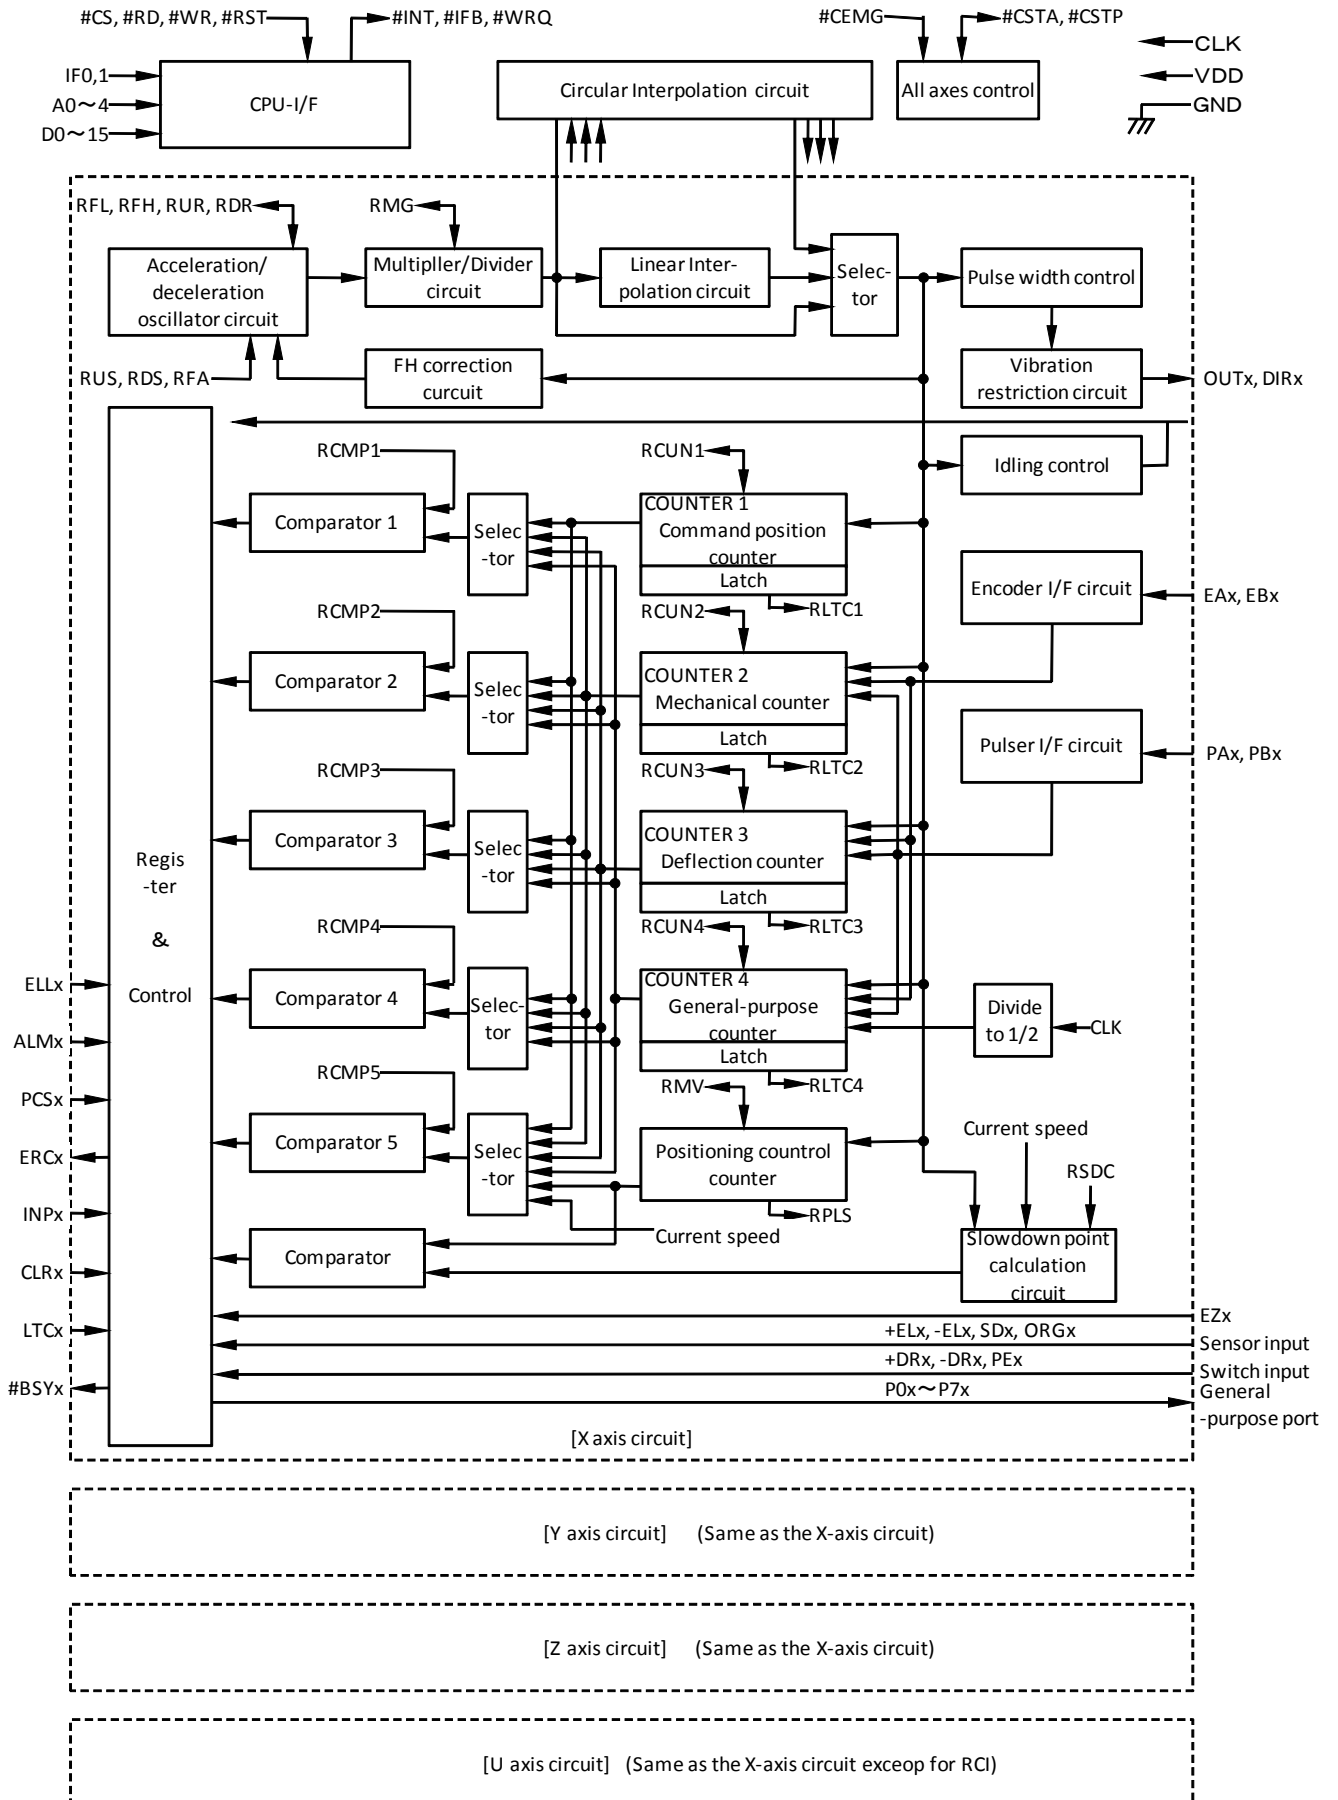 #CS, #RD, #WR, #RST
#INT, #IFB, #WRQ
#CEMG
#CSTA, #CSTP
CLK
VDD
GND
IF0,1
A0～4
D0～15
CPU-I/F
Circular Interpolation circuit
All axes control
RFL, RFH, RUR, RDR
RMG
Acceleration/
deceleration
oscillator circuit
Multipller/Divider
circuit
Linear Inter-
polation circuit
Selec-
tor
Pulse width control
RUS, RDS, RFA
FH correction
curcuit
Vibration
restriction circuit
OUTx, DIRx
RCMP1
RCUN1
Idling control
Comparator 1
Selec
-tor
COUNTER 1
Command position
counter
Latch
RLTC1
Encoder I/F circuit
EAx, EBx
RCMP2
RCUN2
Comparator 2
Selec
-tor
COUNTER 2
Mechanical counter
Latch
RLTC2
Pulser I/F circuit
PAx, PBx
RCMP3
RCUN3
Comparator 3
Selec
-tor
COUNTER 3
Deflection counter
Latch
RLTC3
Regis
-ter
&
Control
RCMP4
RCUN4
Comparator 4
Selec-
tor
COUNTER 4
General-purpose
counter
Latch
RLTC4
Divide
to 1/2
CLK
RCMP5
RMV
Comparator 5
Selec
-tor
Positioning countrol
counter
RPLS
Current speed
RSDC
Current speed
Comparator
Slowdown point
calculation
circuit
ELLx
ALMx
PCSx
ERCx
INPx
CLRx
LTCx
#BSYx
EZx
+ELx, -ELx, SDx, ORGx
Sensor input
+DRx, -DRx, PEx
Switch input
P0x～P7x
General
-purpose port
[X axis circuit]
[Y axis circuit] (Same as the X-axis circuit)
[Z axis circuit] (Same as the X-axis circuit)
[U axis circuit] (Same as the X-axis circuit exceop for RCI)